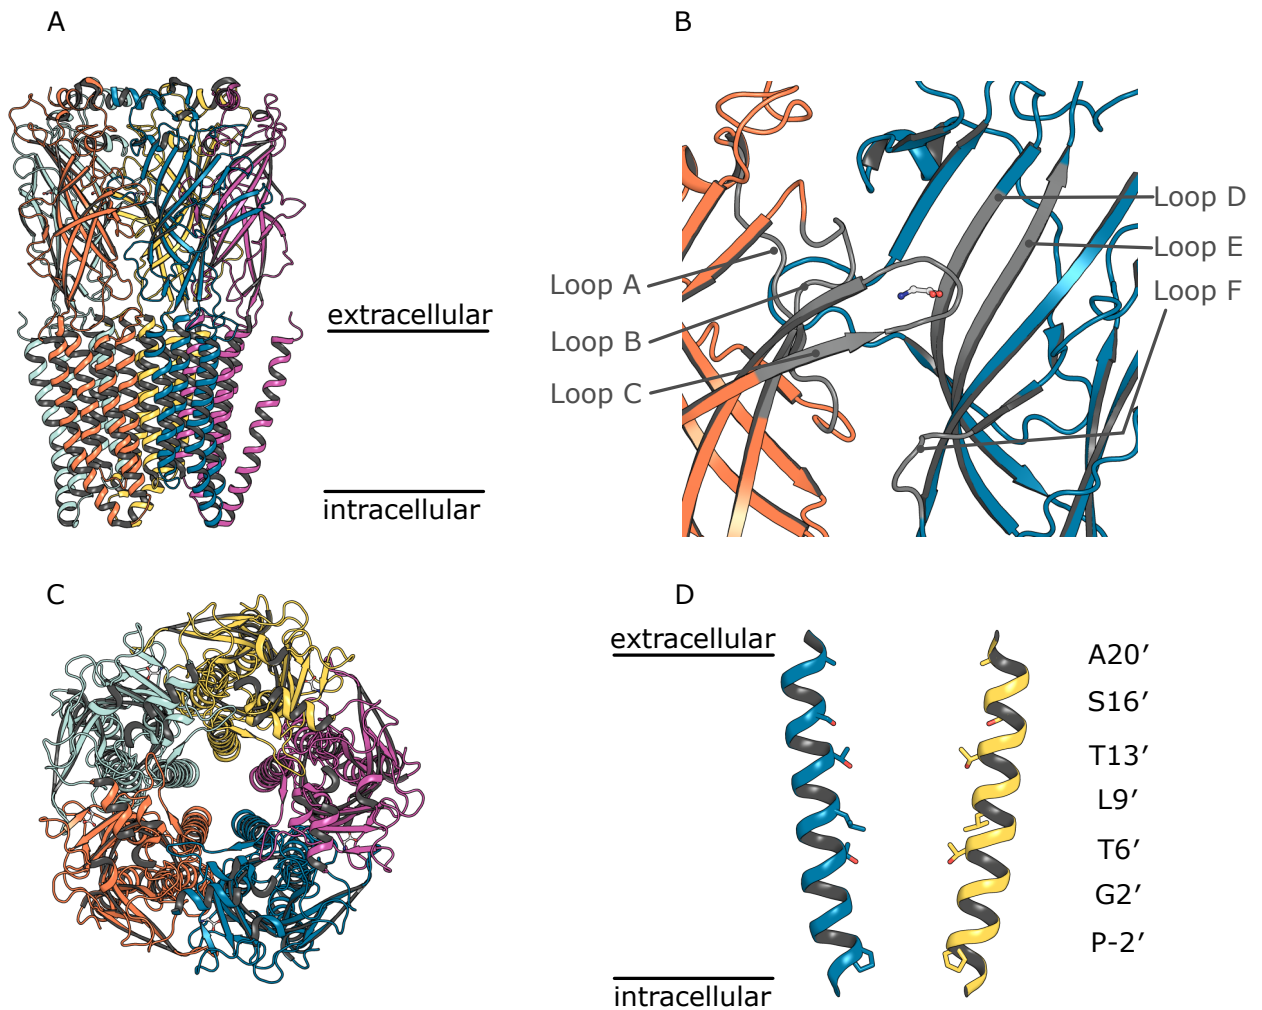 A
B
extracellular
intracellular
Loop A
Loop B
Loop C
Loop D
Loop E
Loop F
C
D
extracellular
intracellular
A20′
S16′
T13′
L9′
T6′
G2′
P-2′